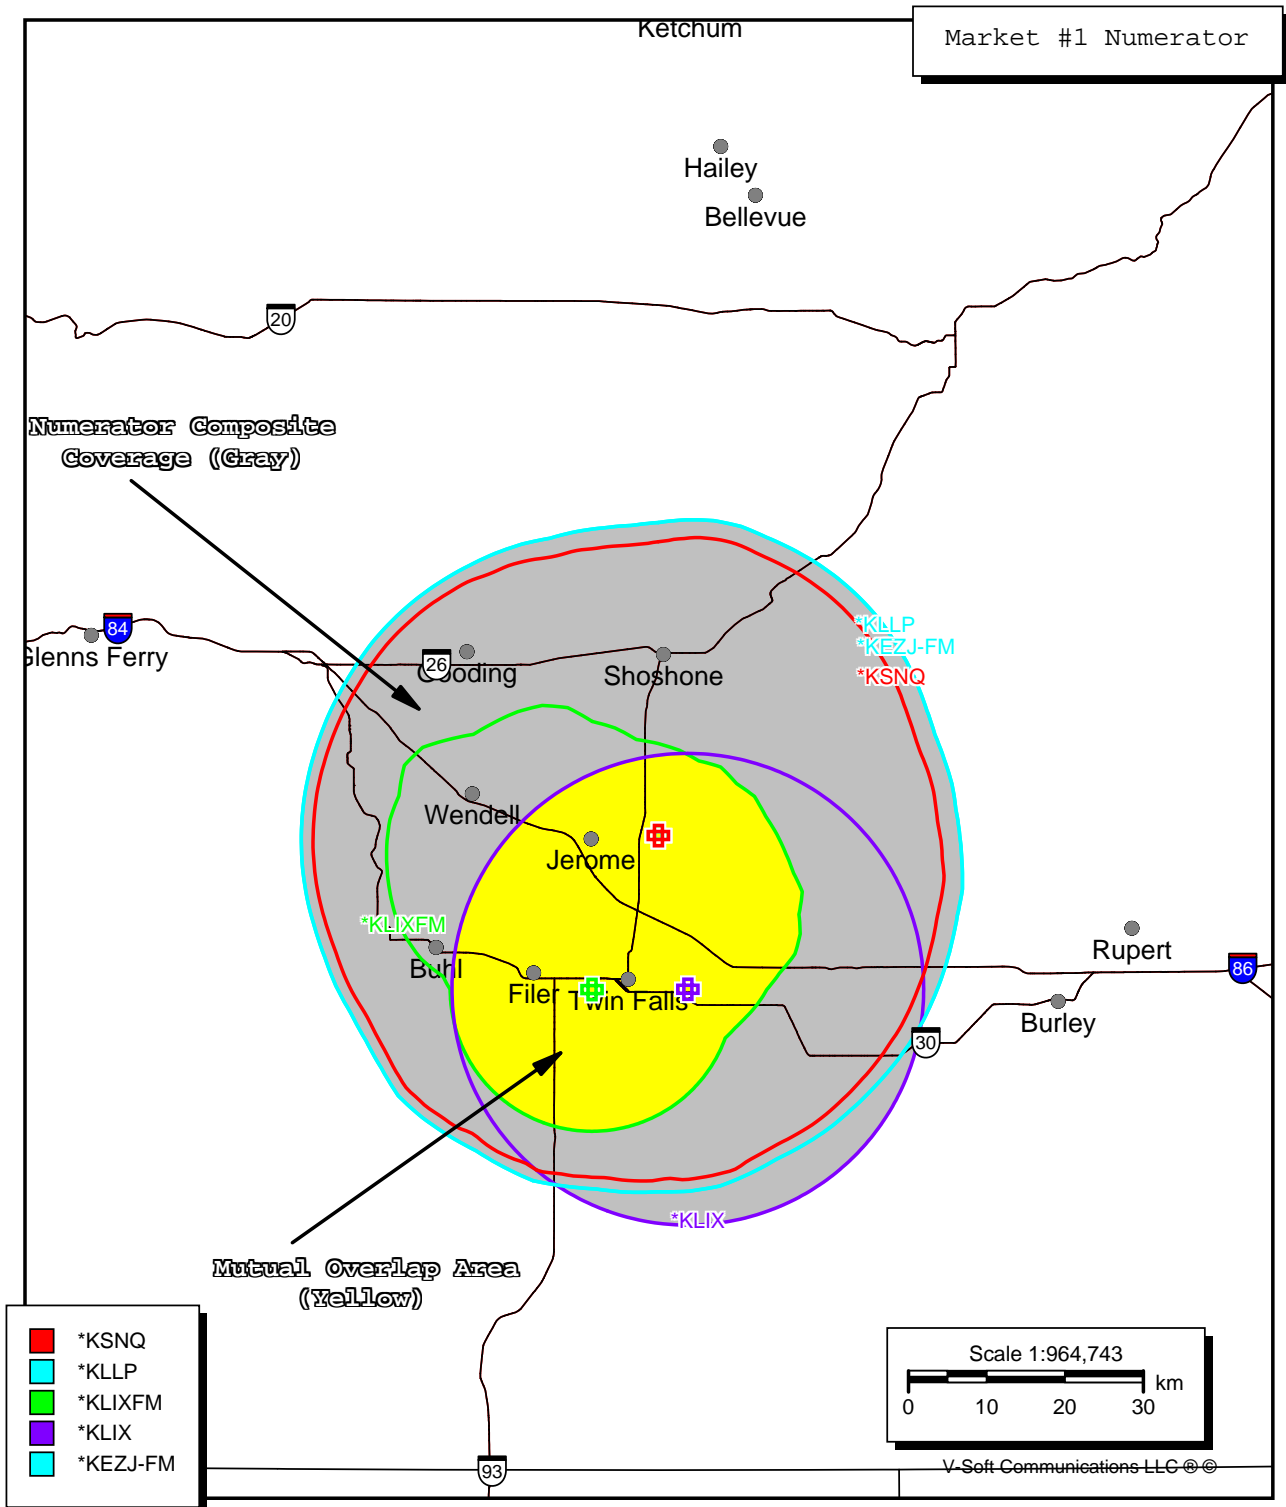 Ketchum
Market #1 Numerator
Hailey
Bellevue
20
Numerator Composite
Coverage (Gray)
84
Glenns Ferry
*KLLP
*KEZJ-FM
*KSNQ
26
Gooding
Shoshone
Wendell
Jerome
*KLIXFM
Buhl
Filer
Twin Falls
Rupert
86
Burley
30
*KLIX
Mutual Overlap Area
(Yellow)
*KSNQ
*KLLP
*KLIXFM
*KLIX
*KEZJ-FM
93
Scale 1:964,743
km
0 10 20 30
V-Soft Communications LLC ® ©